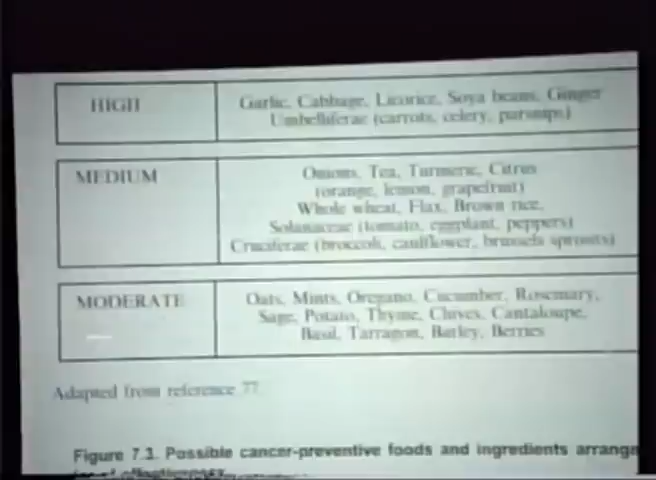 HIGH
Garlic, Cabbage, Licorice, Soya beans, Ginger
Umbelliferae (carrots, celery, parsnips)
MEDIUM
Onions, Tea, Turmeric, Citrus
(orange, lemon, grapefruit)
Whole wheat, Flax, Brown rice,
Solanaceae (tomato, eggplant, peppers)
Cruciferae (broccoli, cauliflower, brussels sprouts)
MODERATE
Oats, Mints, Oregano, Cucumber, Rosemary,
Sage, Potato, Thyme, Chives, Cantaloupe,
Basil, Tarragon, Barley, Berries
Adapted from reference 77
Figure 7.1. Possible cancer-preventive foods and ingredients
of effectiveness